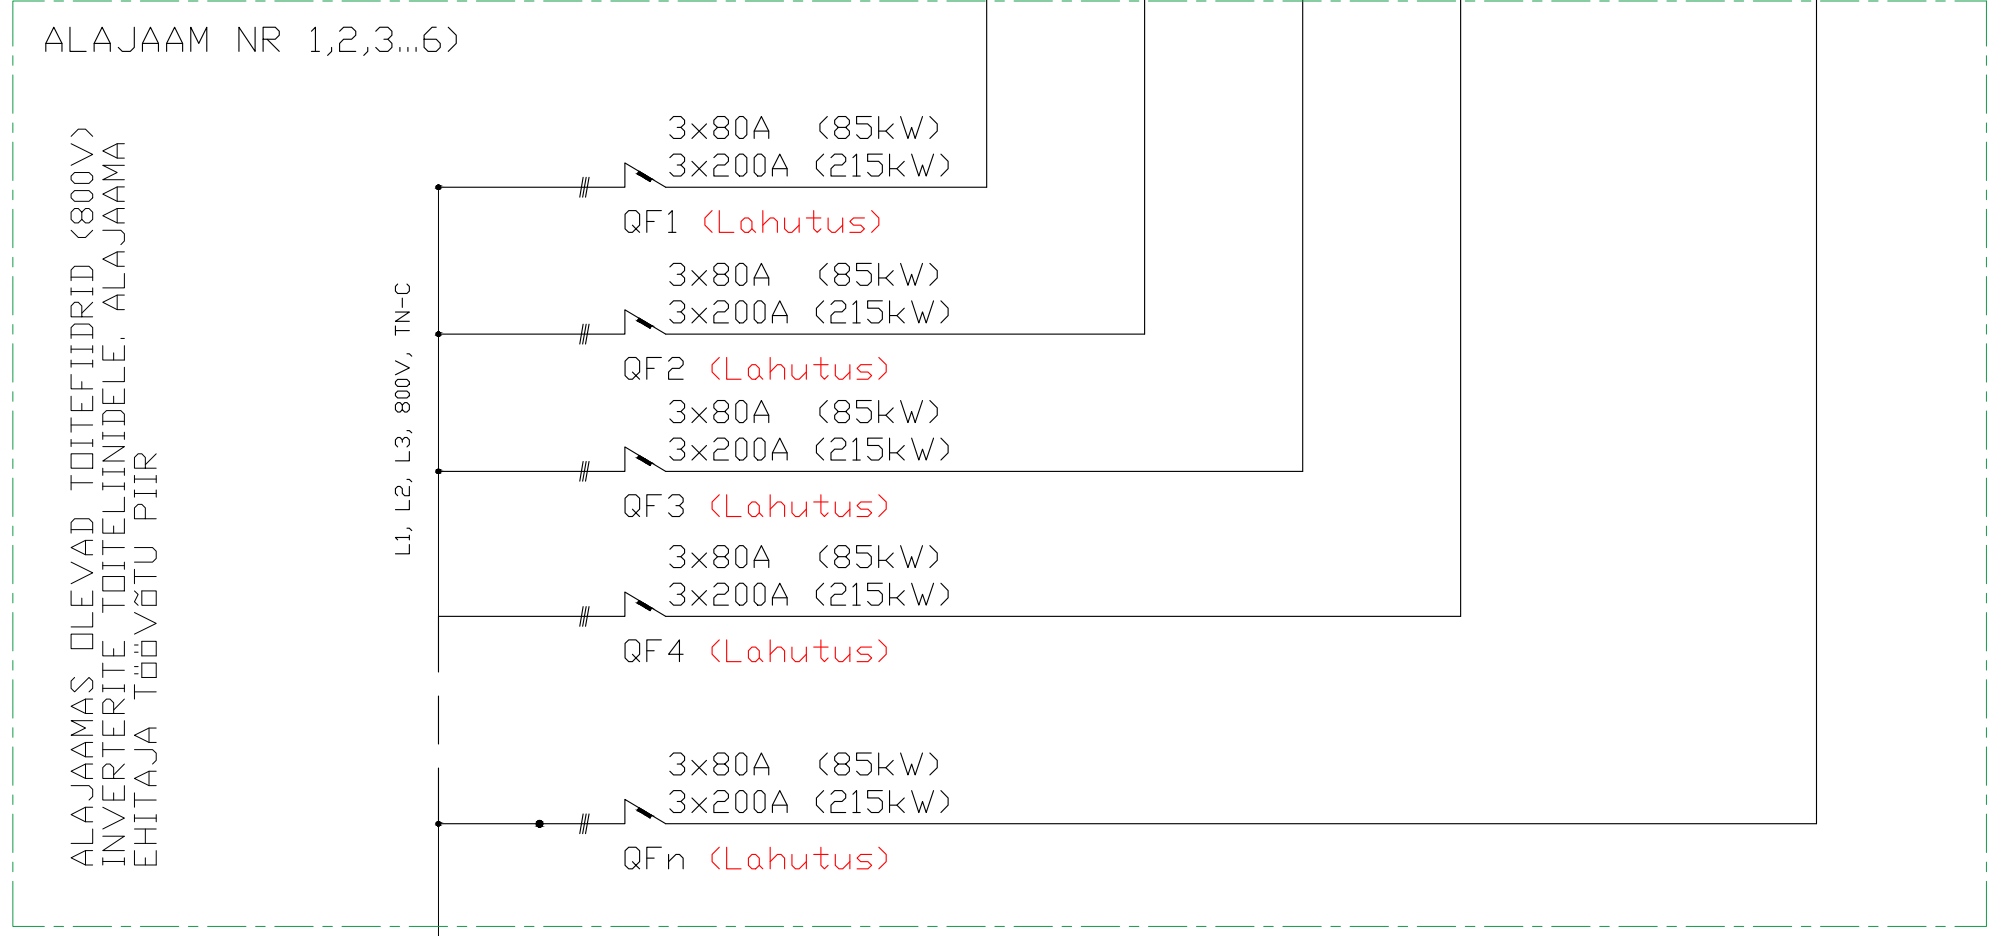 ALAJAAM NR 1,2,3...6)
ALAJAAMAS OLEVAD TOITEFIIDRID (800V)
INVERTERITE TOITELIINIDELE. ALAJAAMA
EHITAJA TÖÖVÕTU PIIR
L1, L2, L3, 800V, TN-C
3x80A (85kW)
3x200A (215kW)
QF1 (Lahutus)
3x80A (85kW)
3x200A (215kW)
QF2 (Lahutus)
3x80A (85kW)
3x200A (215kW)
QF3 (Lahutus)
3x80A (85kW)
3x200A (215kW)
QF4 (Lahutus)
3x80A (85kW)
3x200A (215kW)
QFn (Lahutus)